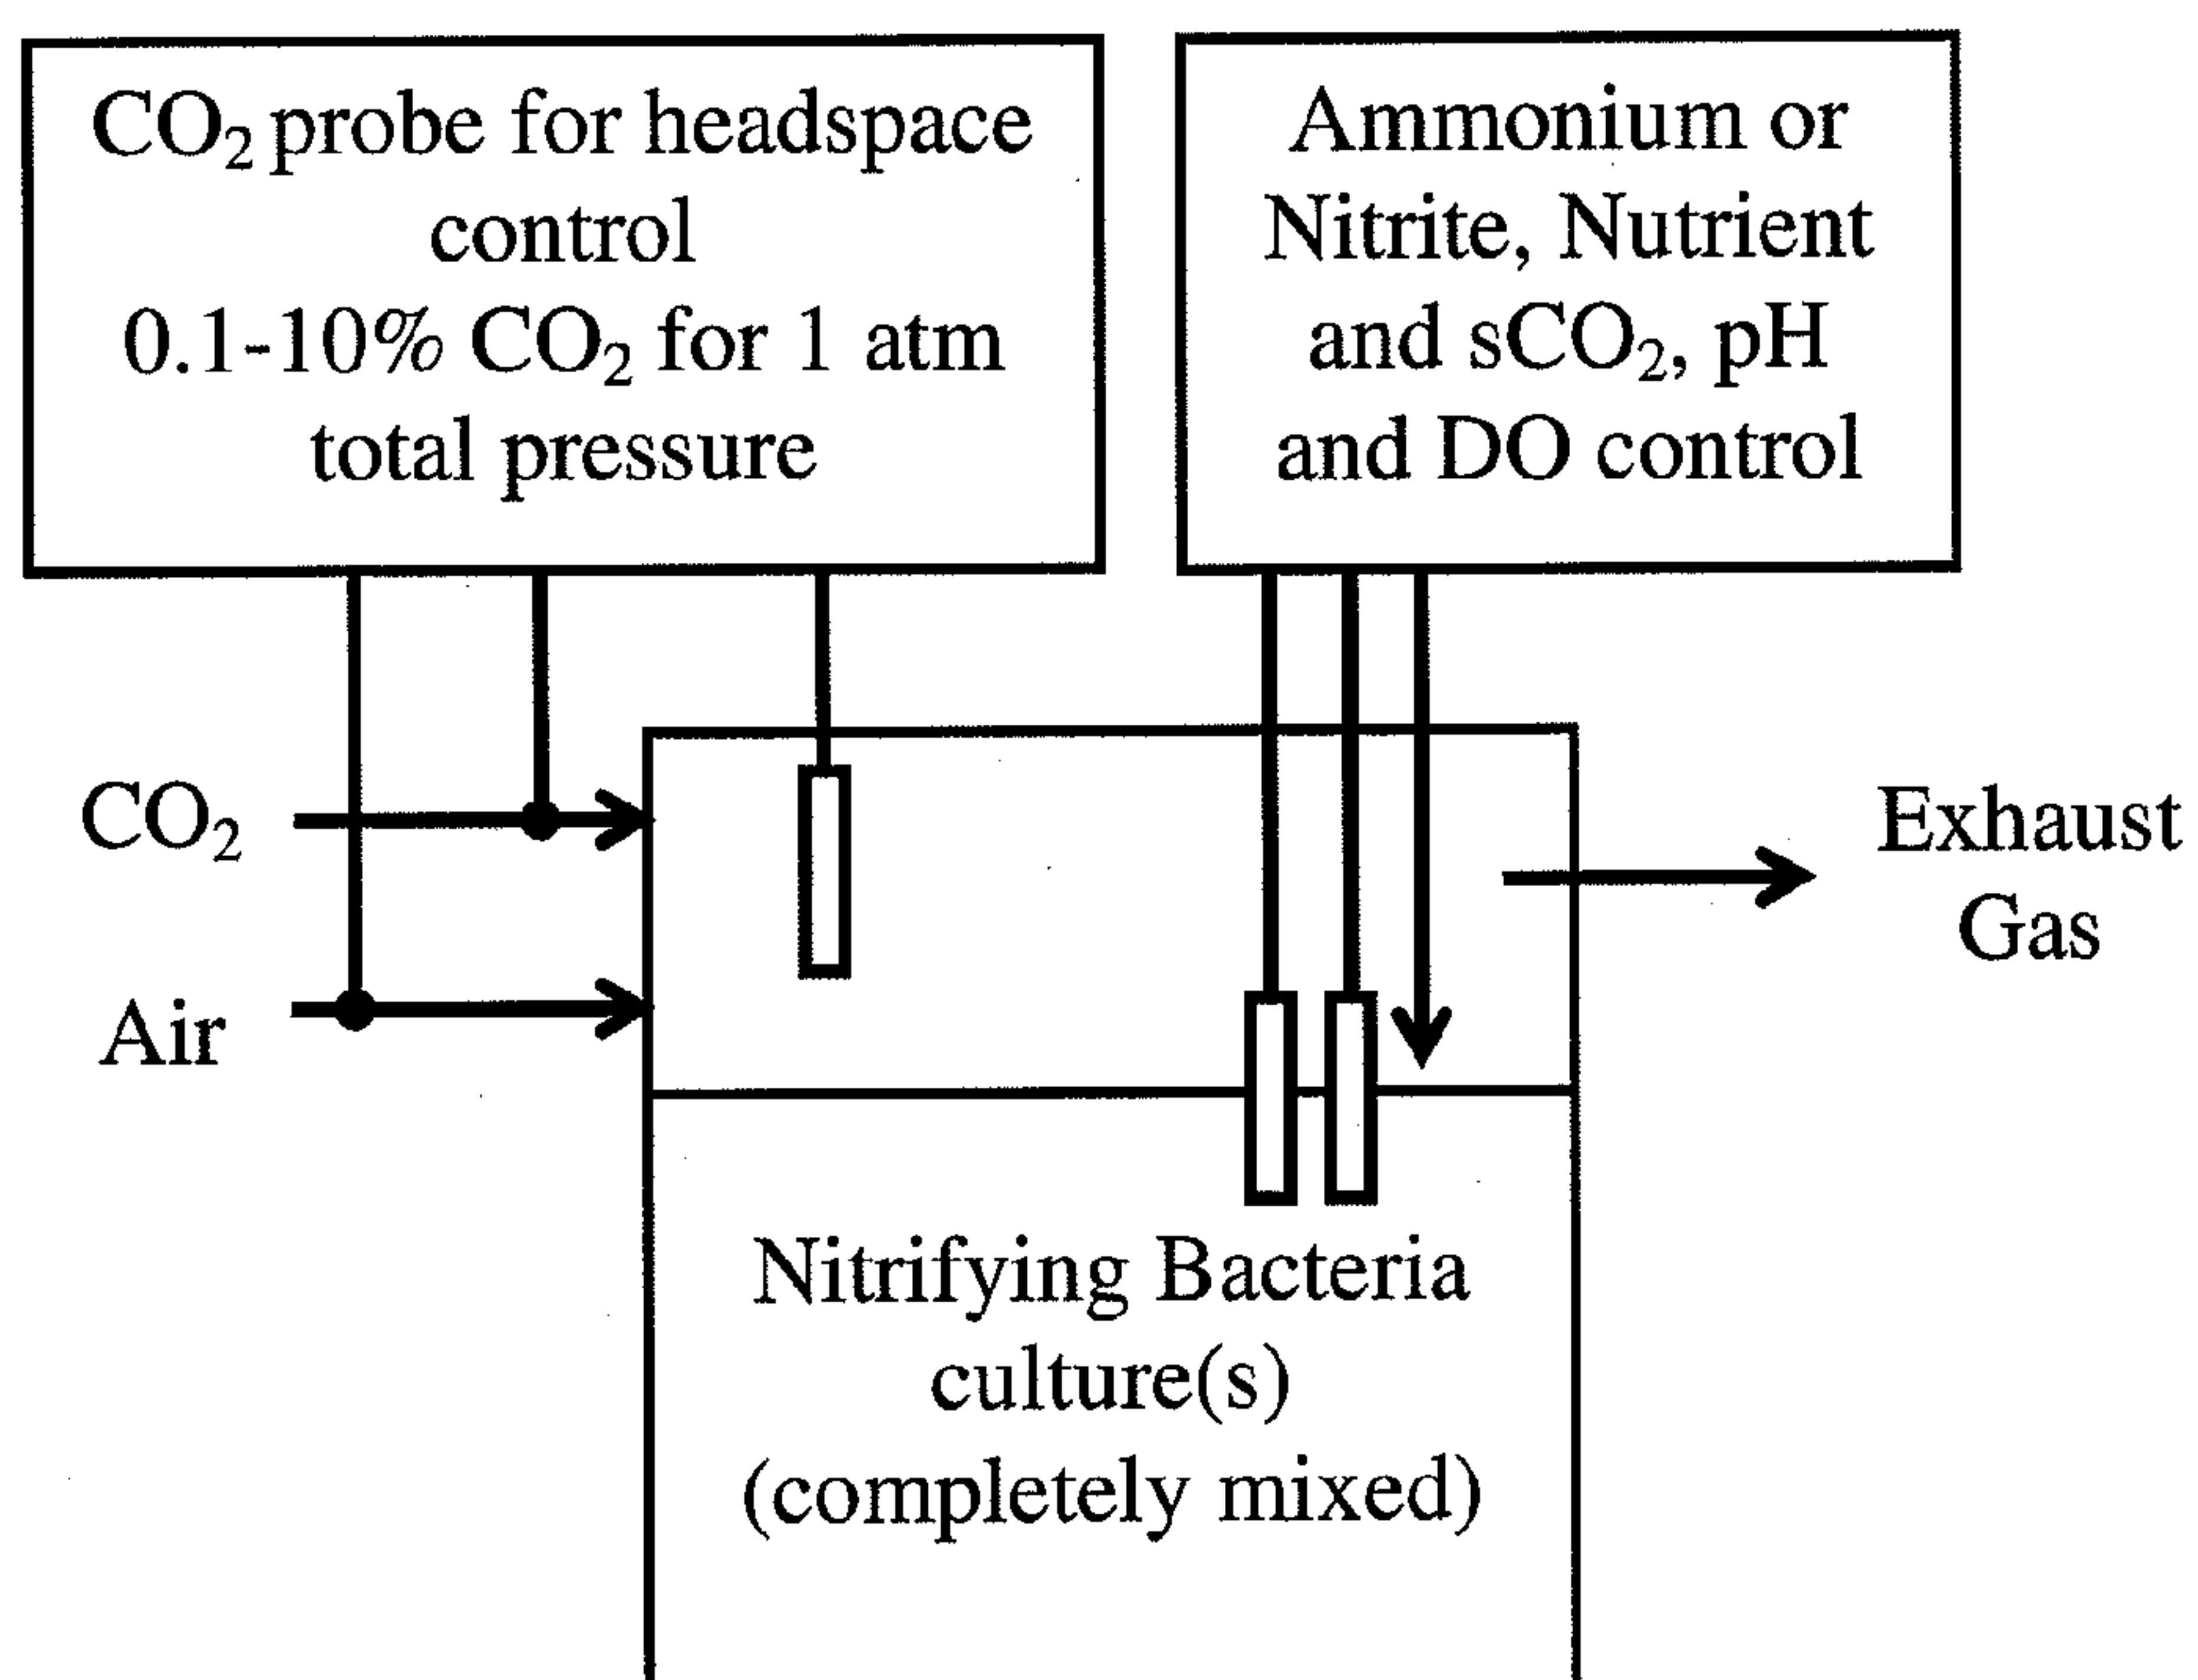 CO₂ probe for headspace
control
0.1-10% CO₂ for 1 atm
total pressure
Ammonium or
Nitrite, Nutrient
and sCO₂, pH
and DO control
CO₂
Air
Exhaust
Gas
Nitrifying Bacteria
culture(s)
(completely mixed)